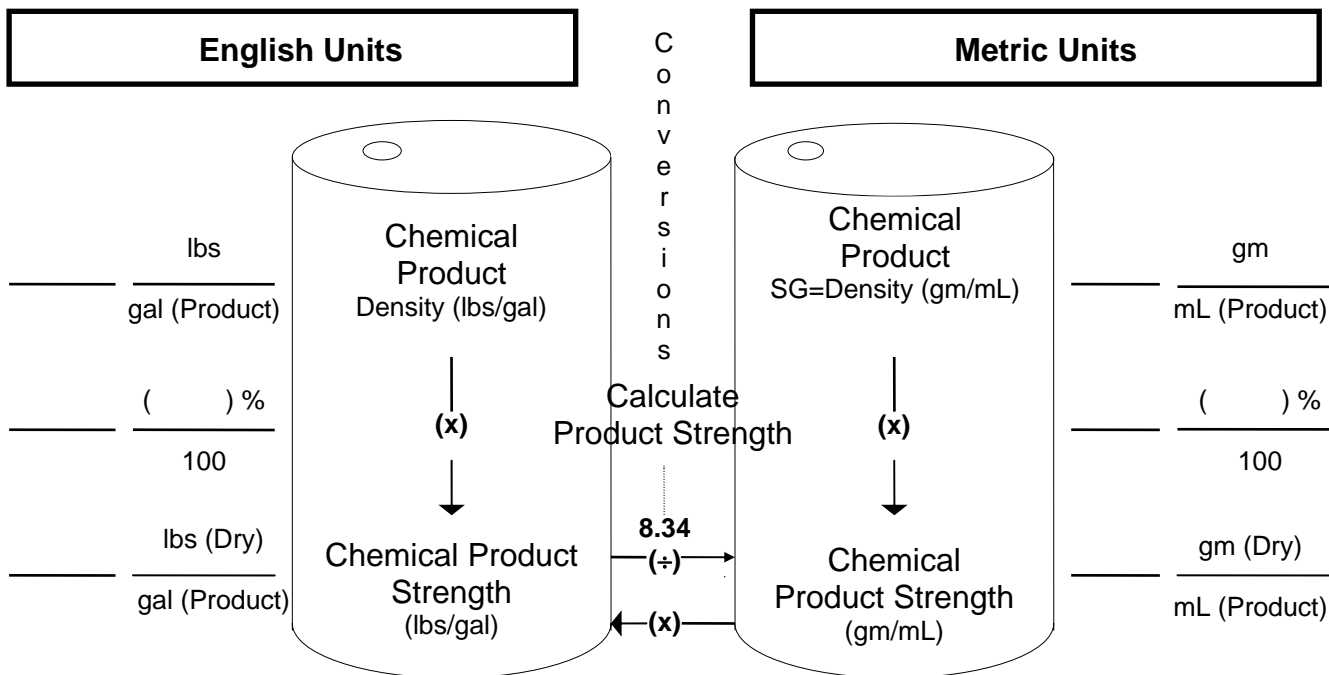 English Units
Conversions
Metric Units
lbs
gal (Product)
( ) %
100
lbs (Dry)
gal (Product)
Chemical
Product
Density (lbs/gal)
(x)
Chemical Product
Strength
(lbs/gal)
Calculate
Product Strength
8.34
(÷)
(x)
Chemical
Product
SG=Density (gm/mL)
(x)
Chemical
Product Strength
(gm/mL)
gm
mL (Product)
( ) %
100
gm (Dry)
mL (Product)